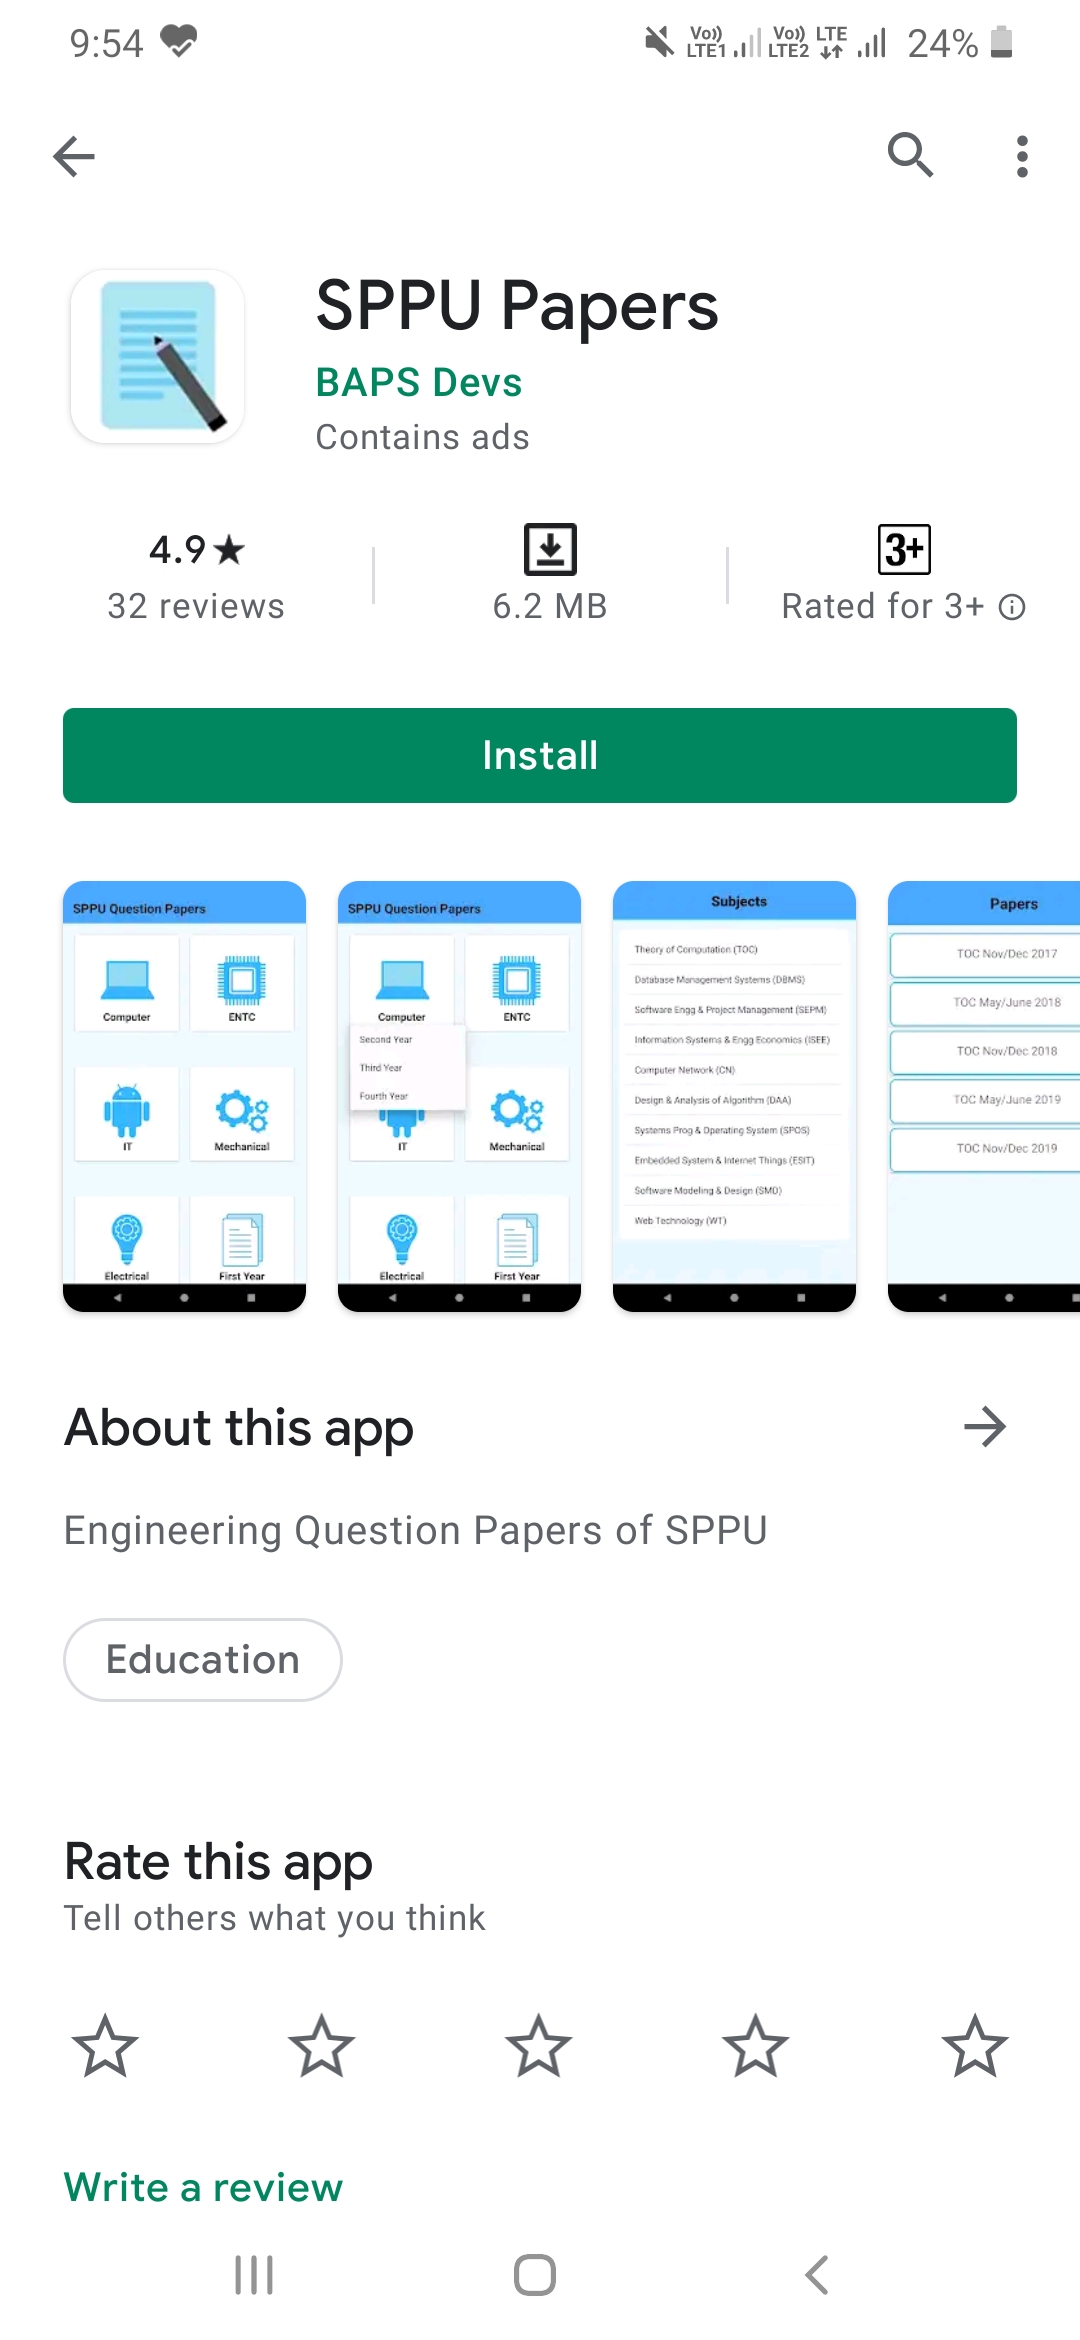 9:54
Vo)) LTE1 Vo)) LTE2 LTE 24%
SPPU Papers
BAPS Devs
Contains ads
4.9★
32 reviews
6.2 MB
3+
Rated for 3+
Install
SPPU Question Papers
Computer ENTC
IT Mechanical
Electrical First Year
SPPU Question Papers
Computer ENTC
Second Year
Third Year
Fourth Year
IT Mechanical
Electrical First Year
Subjects
Theory of Computation (TOC)
Database Management Systems (DBMS)
Software Engg & Project Management (SEPM)
Information Systems & Engg Economics (ISEE)
Computer Network (CN)
Design & Analysis of Algorithm (DAA)
Systems Prog & Operating System (SPOS)
Embedded System & Internet Things (ESIT)
Software Modeling & Design (SMD)
Web Technology (WT)
Papers
TOC Nov/Dec 2017
TOC May/June 2018
TOC Nov/Dec 2018
TOC May/June 2019
TOC Nov/Dec 2019
About this app
Engineering Question Papers of SPPU
Education
Rate this app
Tell others what you think
Write a review